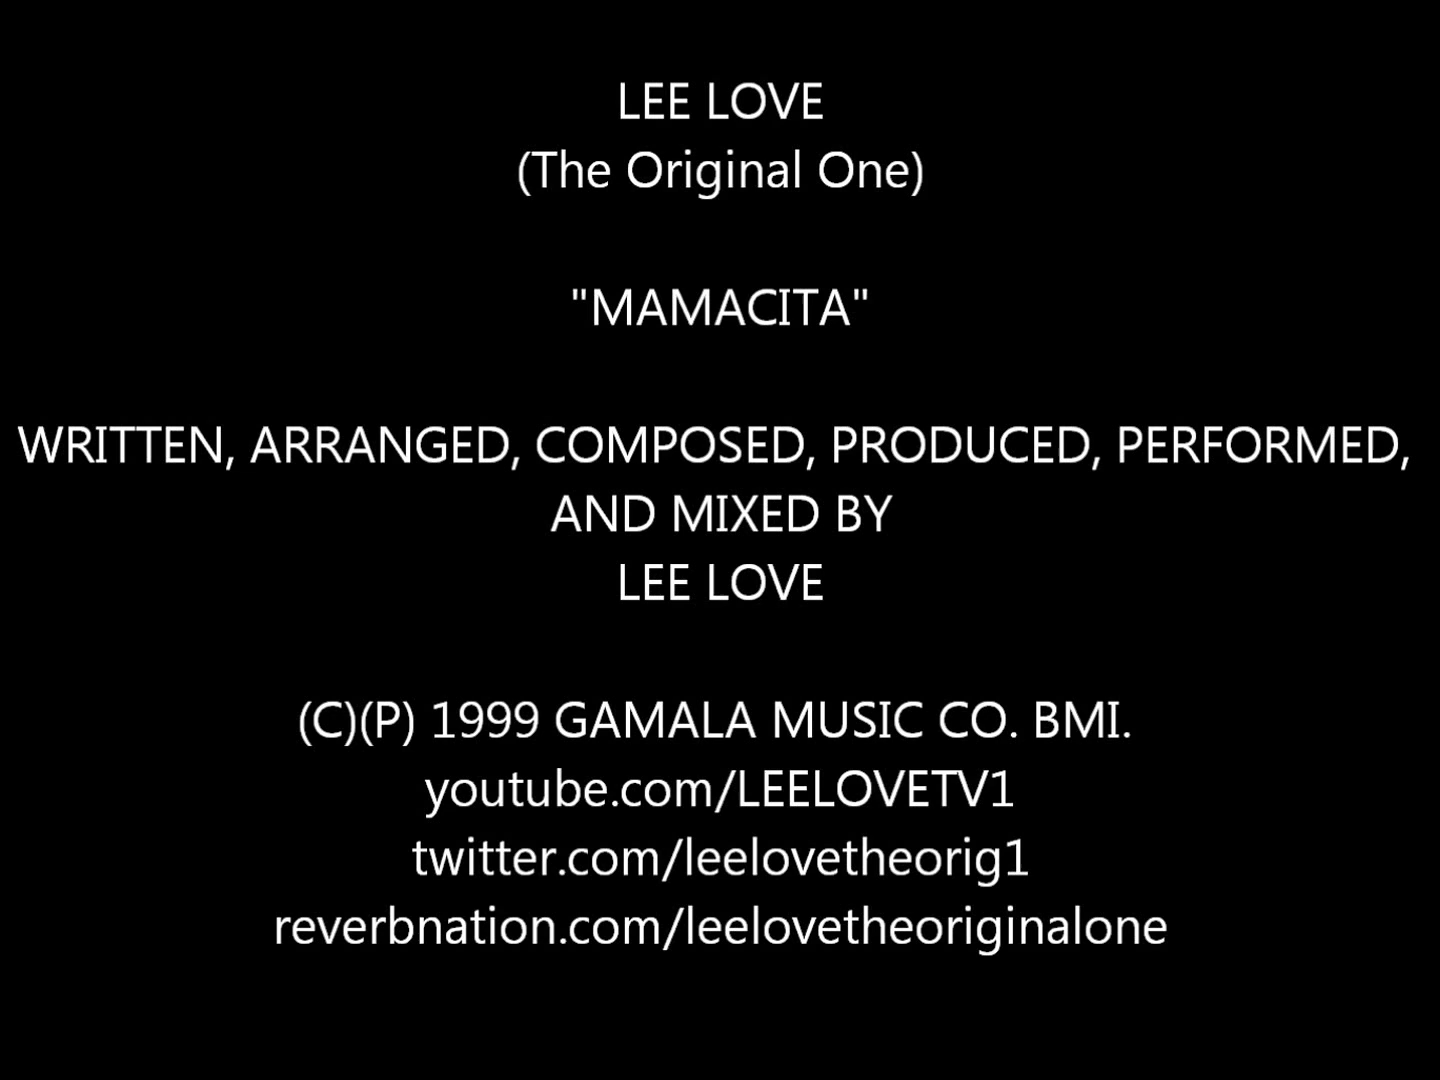 LEE LOVE
(The Original One)
"MAMACITA"
WRITTEN, ARRANGED, COMPOSED, PRODUCED, PERFORMED,
AND MIXED BY
LEE LOVE
(C)(P) 1999 GAMALA MUSIC CO. BMI.
youtube.com/LEELOVETV1
twitter.com/leelovetheorig1
reverbnation.com/leelovetheoriginalone